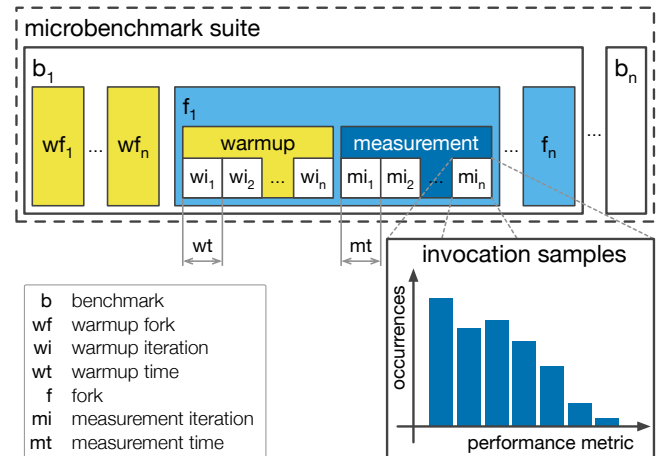 microbenchmark suite
b1
bn
f1
wf1 ... wfn
warmup
measurement
... fn ...
wi1 wi2 ... win
mi1 mi2 ... min
wt
mt
invocation samples
occurrences
performance metric
b benchmark
wf warmup fork
wi warmup iteration
wt warmup time
f fork
mi measurement iteration
mt measurement time